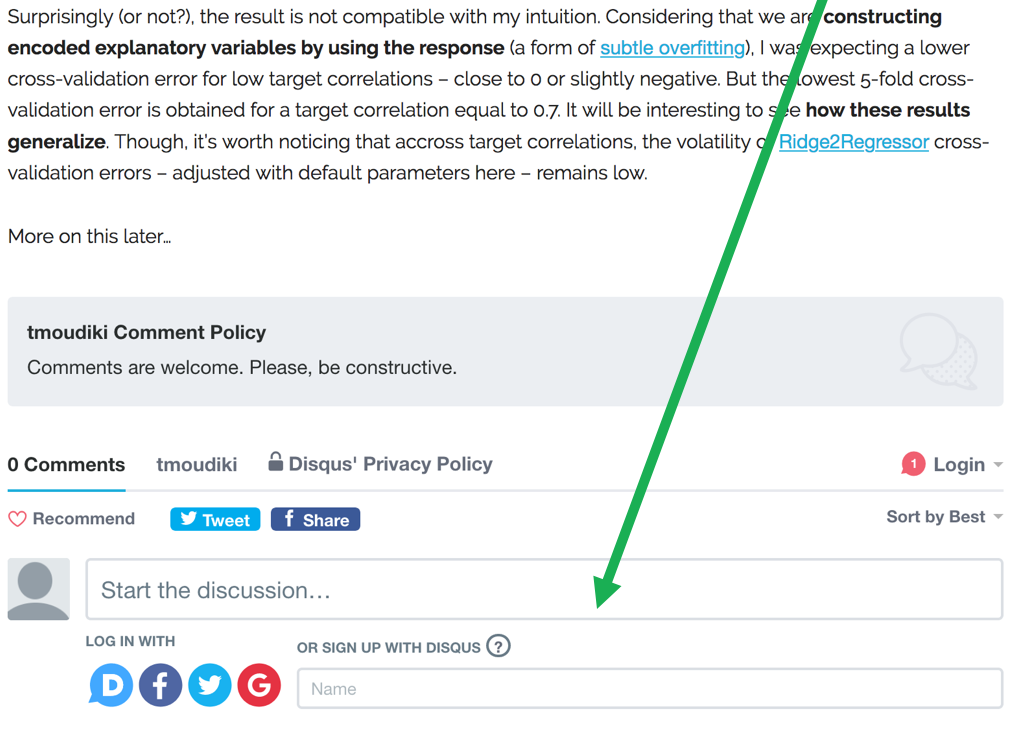 Surprisingly (or not?), the result is not compatible with my intuition. Considering that we are constructing
encoded explanatory variables by using the response (a form of subtle overfitting), I was expecting a lower
cross-validation error for low target correlations – close to 0 or slightly negative. But the lowest 5-fold cross-
validation error is obtained for a target correlation equal to 0.7. It will be interesting to see how these results
generalize. Though, it's worth noticing that accross target correlations, the volatility of Ridge2Regressor cross-
validation errors – adjusted with default parameters here – remains low.
More on this later…
tmoudiki Comment Policy
Comments are welcome. Please, be constructive.
0 Comments tmoudiki Disqus' Privacy Policy 1 Login
Recommend Tweet f Share Sort by Best
Start the discussion…
LOG IN WITH OR SIGN UP WITH DISQUS ?
D f G
Name